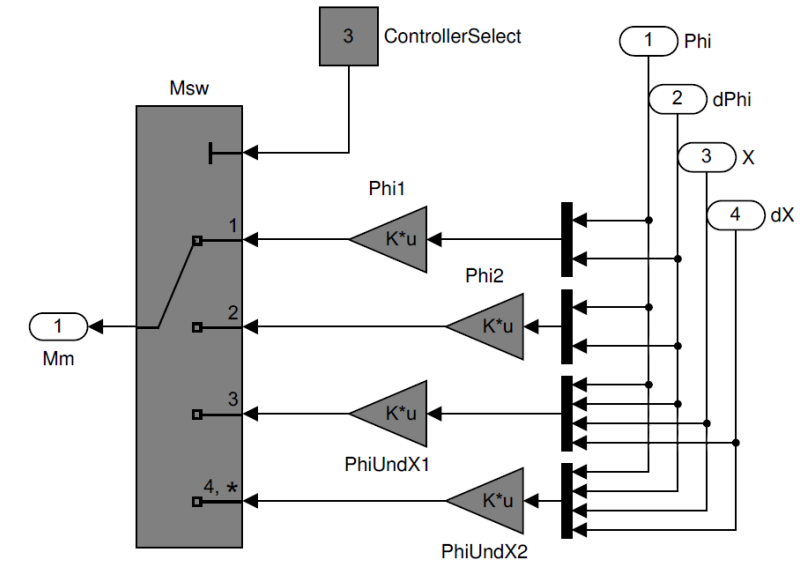 3 ControllerSelect
1 Phi
Msw
2 dPhi
3 X
Phi1
4 dX
1
K*u
Phi2
2
1
K*u
Mm
3
K*u
PhiUndX1
4, *
K*u
PhiUndX2